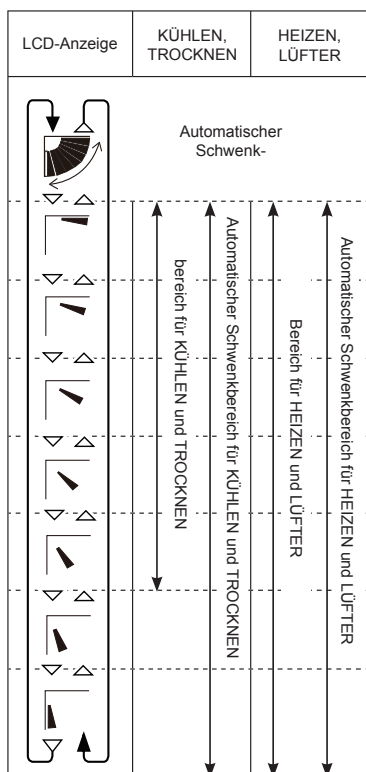 LCD-Anzeige
KÜHLEN,
TROCKNEN
HEIZEN,
LÜFTER
Automatischer
Schwenk-
bereich für KÜHLEN und TROCKNEN
Automatischer Schwenkbereich für KÜHLEN und TROCKNEN
Bereich für HEIZEN und LÜFTER
Automatischer Schwenkbereich für HEIZEN und LÜFTER